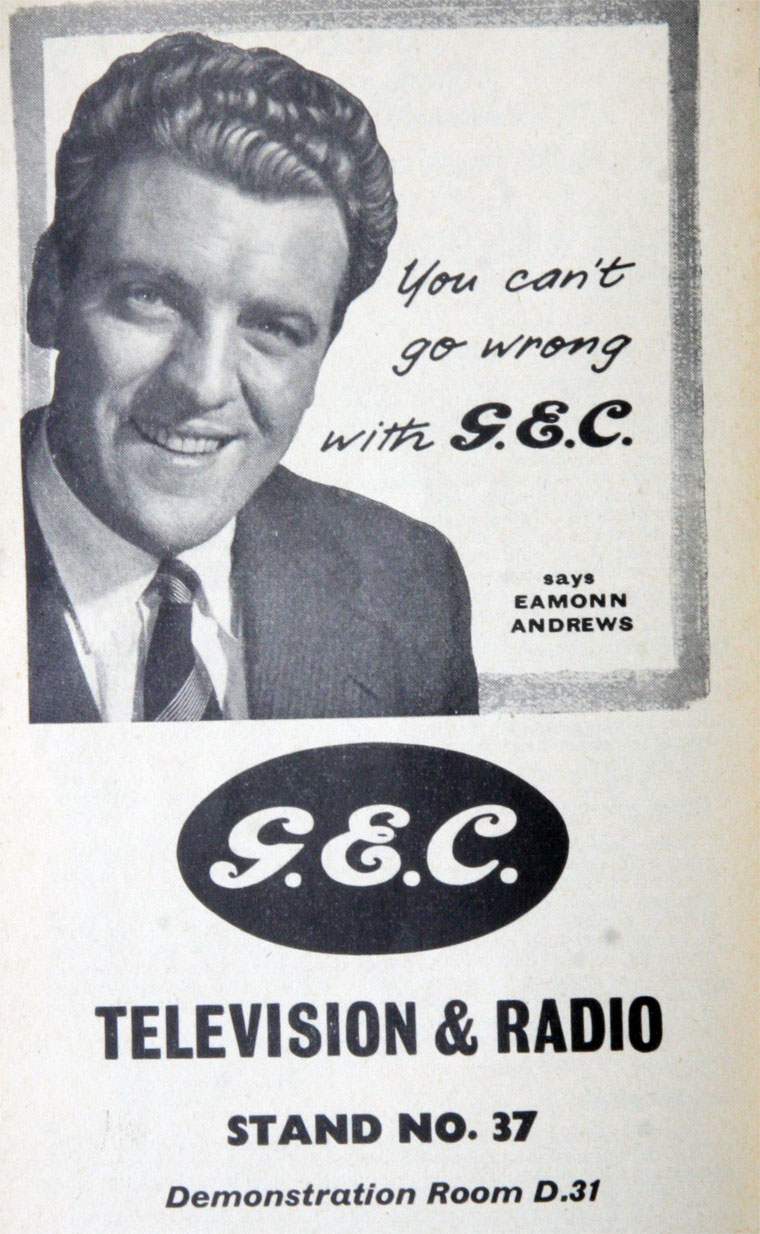 You can't
go wrong
with G.E.C.
says
EAMONN
ANDREWS
G.E.C.
TELEVISION & RADIO
STAND NO. 37
Demonstration Room D.31